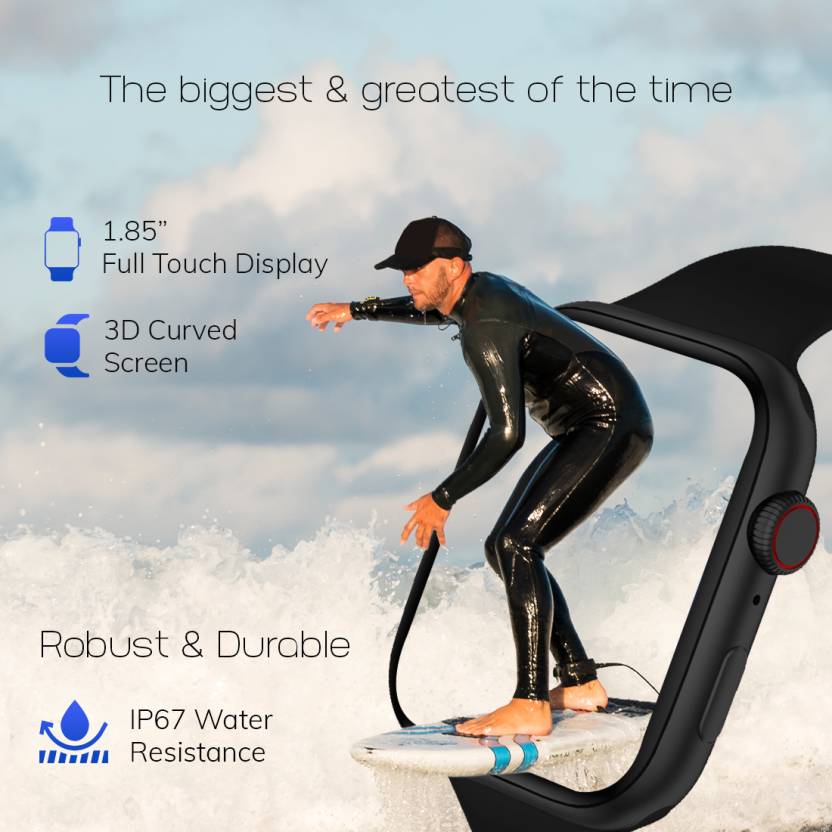 The biggest & greatest of the time
1.85”
Full Touch Display
3D Curved
Screen
Robust & Durable
IP67 Water
Resistance